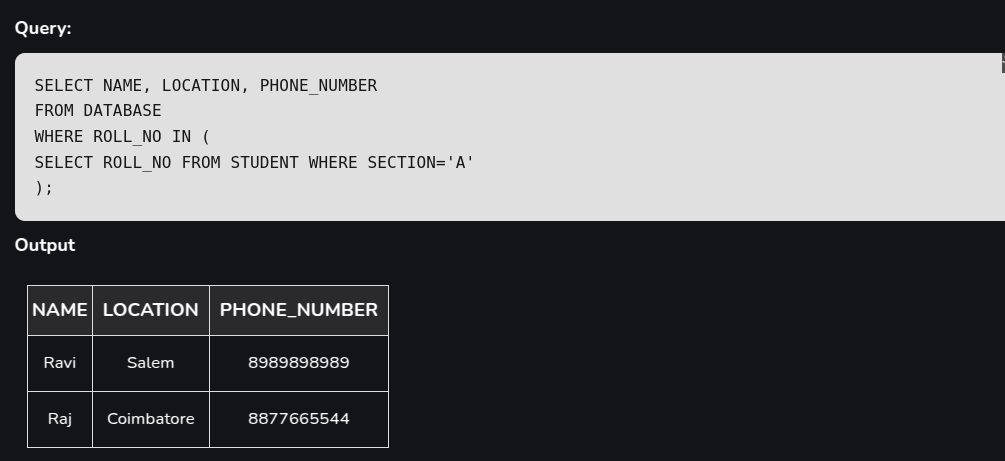 Query:
SELECT NAME, LOCATION, PHONE_NUMBER
FROM DATABASE
WHERE ROLL_NO IN (
SELECT ROLL_NO FROM STUDENT WHERE SECTION='A'
);
Output
NAME LOCATION PHONE_NUMBER
Ravi Salem 8989898989
Raj Coimbatore 8877665544